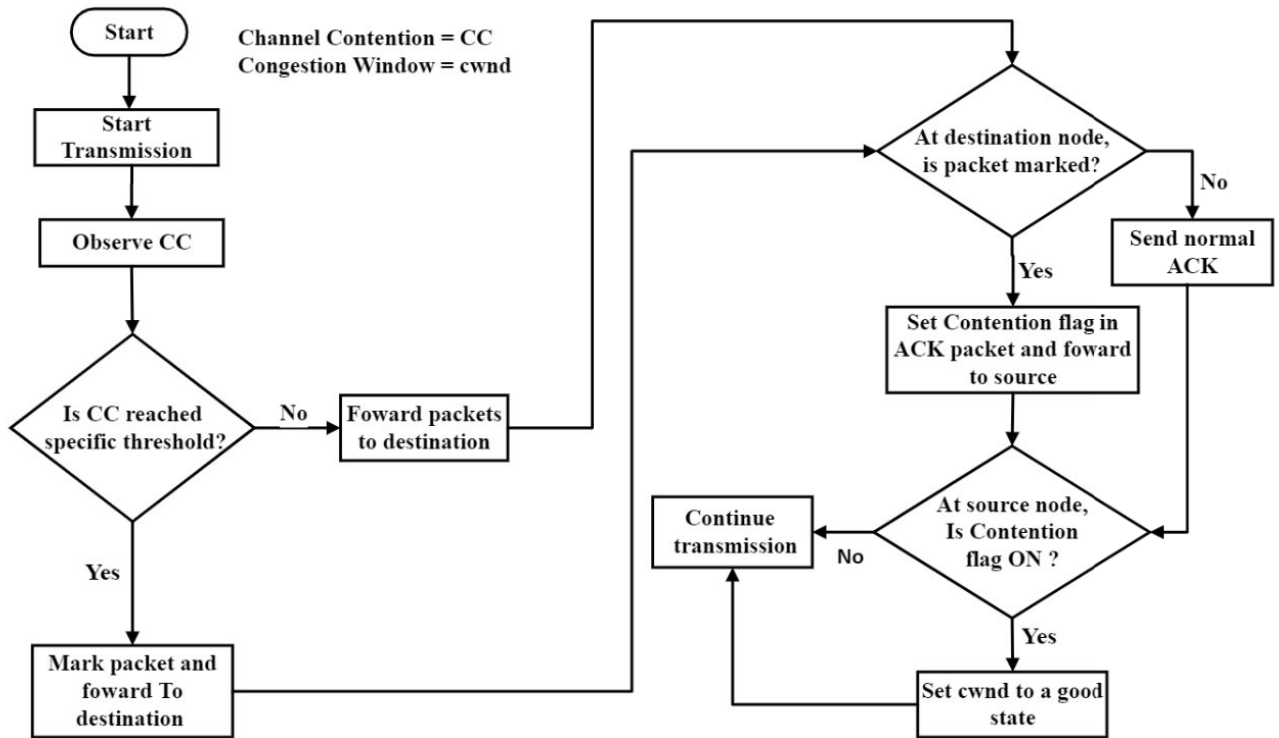 Start
Channel Contention = CC
Congestion Window = cwnd
Start
Transmission
Observe CC
Is CC reached
specific threshold?
No
Foward packets
to destination
Yes
Mark packet and
foward To
destination
At destination node,
is packet marked?
No
Send normal
ACK
Yes
Set Contention flag in
ACK packet and foward
to source
At source node,
Is Contention
flag ON ?
No
Continue
transmission
Yes
Set cwnd to a good
state